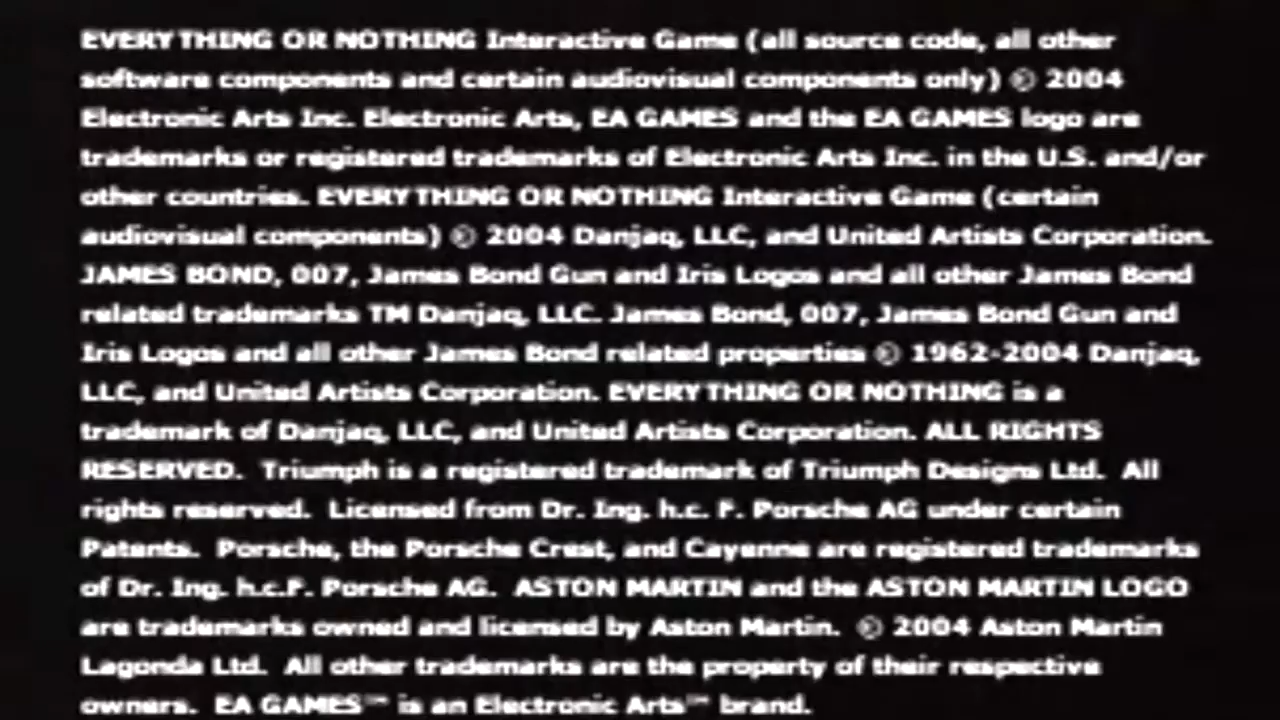 EVERYTHING OR NOTHING Interactive Game (all source code, all other
software components and certain audiovisual components only) © 2004
Electronic Arts Inc. Electronic Arts, EA GAMES and the EA GAMES logo are
trademarks or registered trademarks of Electronic Arts Inc. in the U.S. and/or
other countries. EVERYTHING OR NOTHING Interactive Game (certain
audiovisual components) © 2004 Danjaq, LLC, and United Artists Corporation.
JAMES BOND, 007, James Bond Gun and Iris Logos and all other James Bond
related trademarks TM Danjaq, LLC. James Bond, 007, James Bond Gun and
Iris Logos and all other James Bond related properties © 1962-2004 Danjaq,
LLC, and United Artists Corporation. EVERYTHING OR NOTHING is a
trademark of Danjaq, LLC, and United Artists Corporation. ALL RIGHTS
RESERVED.  Triumph is a registered trademark of Triumph Designs Ltd.  All
rights reserved.  Licensed from Dr. Ing. h.c. F. Porsche AG under certain
Patents.  Porsche, the Porsche Crest, and Cayenne are registered trademarks
of Dr. Ing. h.c.F. Porsche AG.  ASTON MARTIN and the ASTON MARTIN LOGO
are trademarks owned and licensed by Aston Martin.  © 2004 Aston Martin
Lagonda Ltd.  All other trademarks are the property of their respective
owners.  EA GAMES™ is an Electronic Arts™ brand.